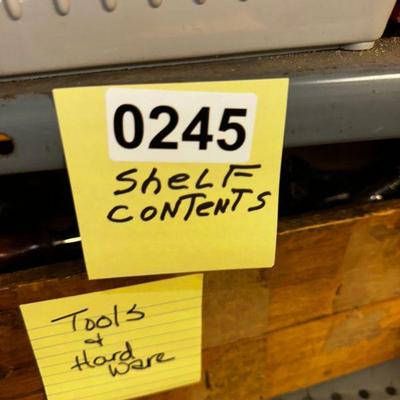 0245
SHeLF
CONTeNTS
Tools
+
Hard
ware